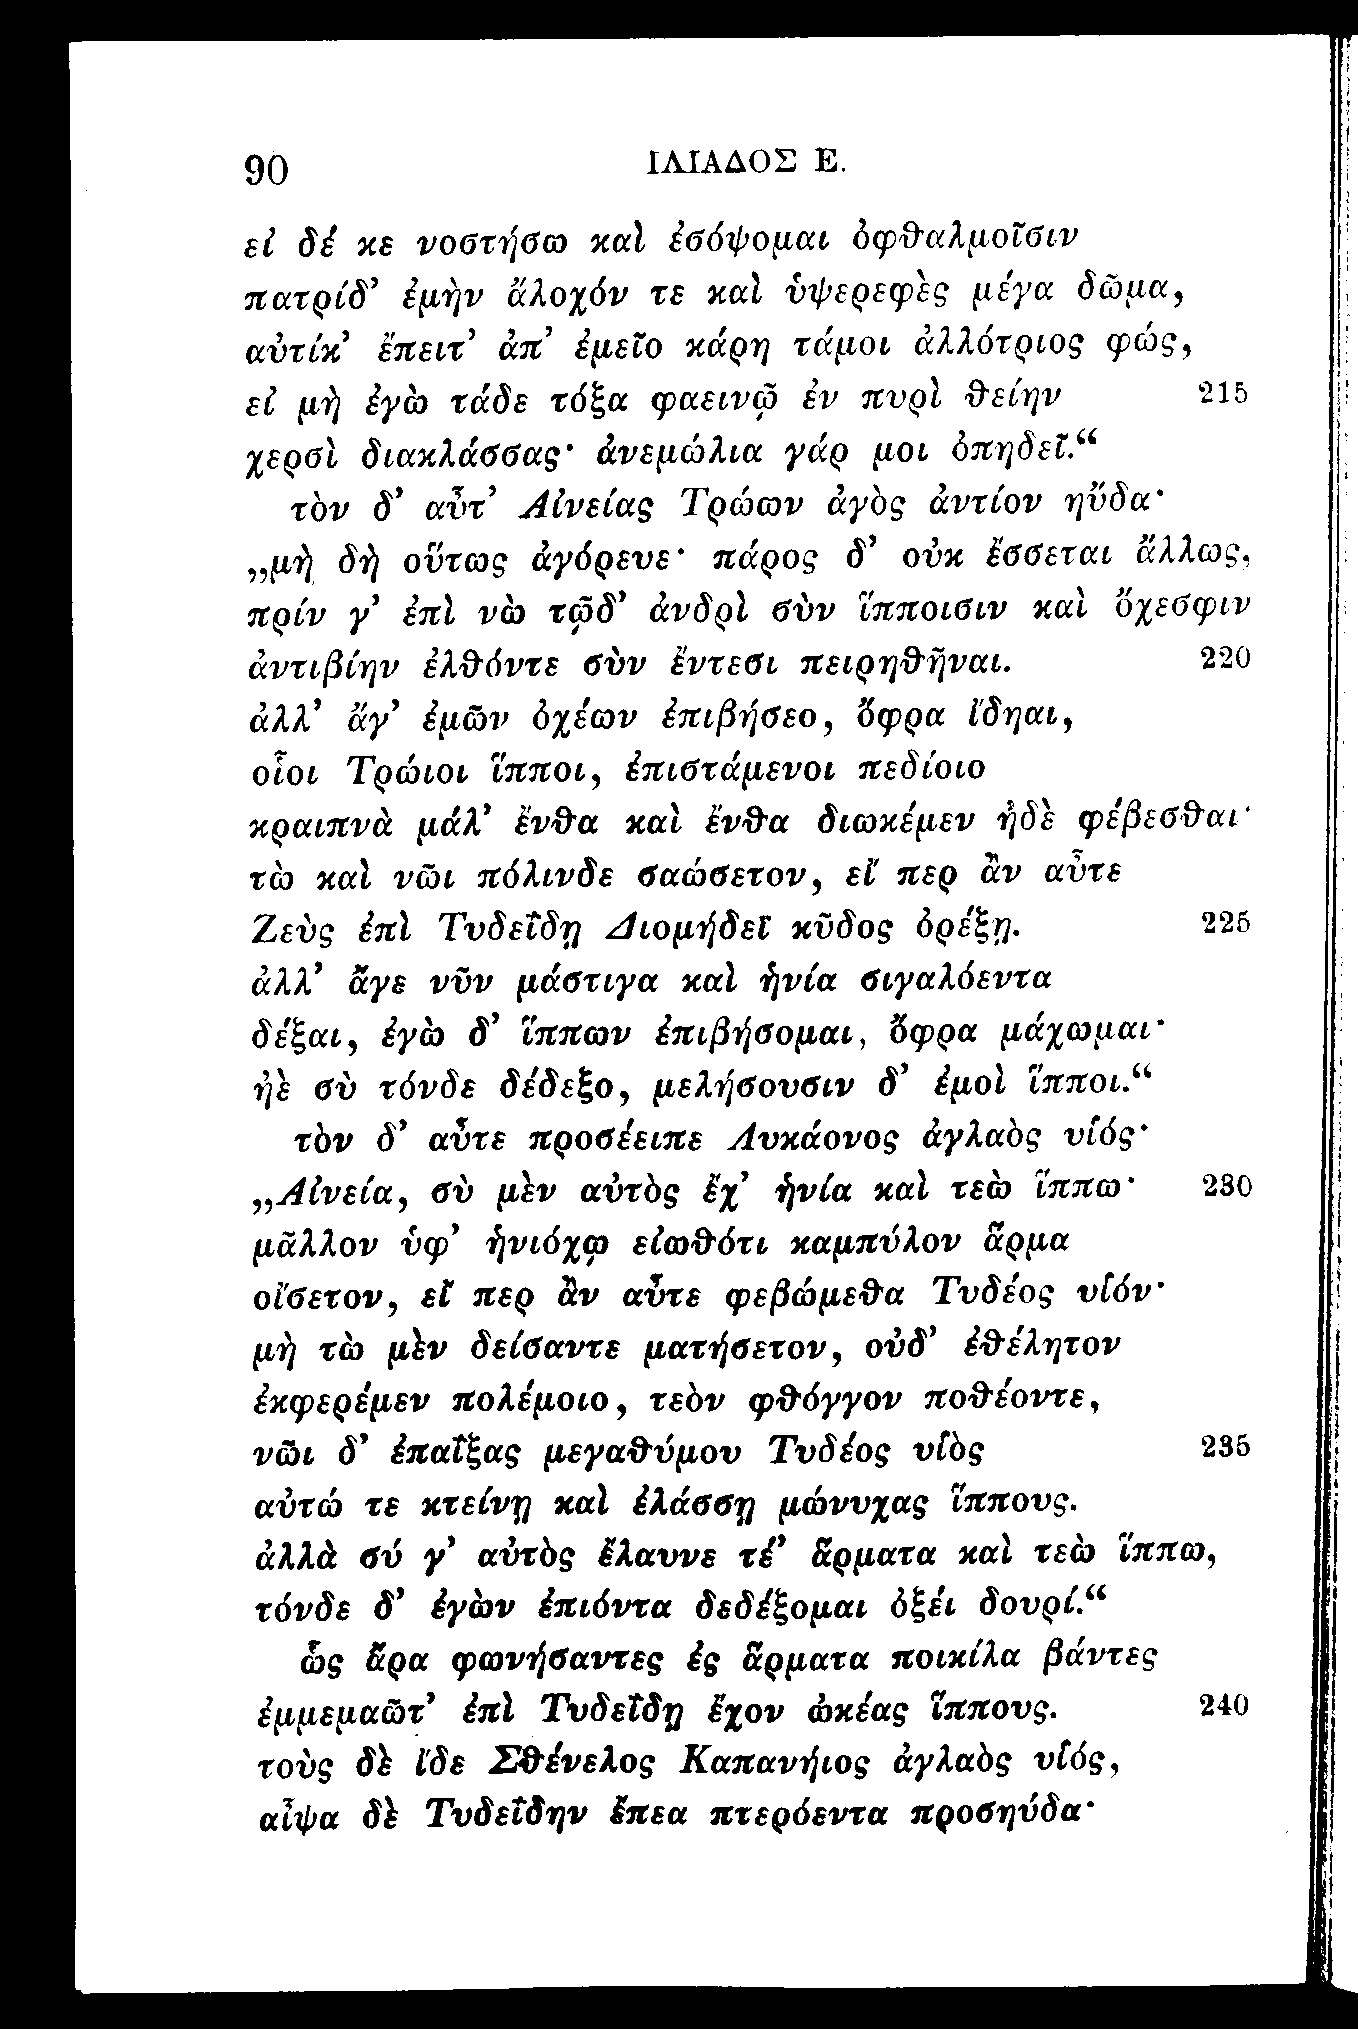 90 ΙΛΙΑΔΟΣ Ε.
εἰ δέ κε νοστήσω καὶ ἐσόψομαι ὀφθαλμοῖσιν
πατρίδ’ ἐμὴν ἄλοχόν τε καὶ ὑψερεφὲς μέγα δῶμα,
αὐτίκ’ ἔπειτ’ ἀπ’ ἐμεῖο κάρη τάμοι ἀλλότριος φώς,
εἰ μὴ ἐγὼ τάδε τόξα φαεινῷ ἐν πυρὶ θείην 215
χερσὶ διακλάσσας· ἀνεμώλια γάρ μοι ὀπηδεῖ.“
τὸν δ’ αὖτ’ Αἰνείας Τρώων ἀγὸς ἀντίον ηὔδα·
„μὴ δὴ οὕτως ἀγόρευε· πάρος δ’ οὐκ ἔσσεται ἄλλως,
πρίν γ’ ἐπὶ νὼ τῷδ’ ἀνδρὶ σὺν ἵπποισιν καὶ ὄχεσφιν
ἀντιβίην ἐλθόντε σὺν ἔντεσι πειρηθῆναι. 220
ἀλλ’ ἄγ’ ἐμῶν ὀχέων ἐπιβήσεο, ὄφρα ἴδηαι,
οἷοι Τρώιοι ἵπποι, ἐπιστάμενοι πεδίοιο
κραιπνὰ μάλ’ ἔνθα καὶ ἔνθα διωκέμεν ἠδὲ φέβεσθαι·
τὼ καὶ νῶι πόλινδε σαώσετον, εἴ περ ἂν αὖτε
Ζεὺς ἐπὶ Τυδεΐδῃ Διομήδεϊ κῦδος ὀρέξῃ. 225
ἀλλ’ ἄγε νῦν μάστιγα καὶ ἡνία σιγαλόεντα
δέξαι, ἐγὼ δ’ ἵππων ἐπιβήσομαι, ὄφρα μάχωμαι·
ἠὲ σὺ τόνδε δέδεξο, μελήσουσιν δ’ ἐμοὶ ἵπποι.“
τὸν δ’ αὖτε προσέειπε Λυκάονος ἀγλαὸς υἱός·
„Αἰνεία, σὺ μὲν αὐτὸς ἔχ’ ἡνία καὶ τεὼ ἵππω· 230
μᾶλλον ὑφ’ ἡνιόχῳ εἰωθότι καμπύλον ἅρμα
οἴσετον, εἴ περ ἂν αὖτε φεβώμεθα Τυδέος υἱόν·
μὴ τὼ μὲν δείσαντε ματήσετον, οὐδ’ ἐθέλητον
ἐκφερέμεν πολέμοιο, τεὸν φθόγγον ποθέοντε,
νῶι δ’ ἐπαΐξας μεγαθύμου Τυδέος υἱὸς 235
αὐτώ τε κτείνῃ καὶ ἐλάσσῃ μώνυχας ἵππους.
ἀλλὰ σύ γ’ αὐτὸς ἔλαυνε τέ’ ἅρματα καὶ τεὼ ἵππω,
τόνδε δ’ ἐγὼν ἐπιόντα δεδέξομαι ὀξέι δουρί.“
ὣς ἄρα φωνήσαντες ἐς ἅρματα ποικίλα βάντες
ἐμμεμαῶτ’ ἐπὶ Τυδεΐδῃ ἔχον ὠκέας ἵππους. 240
τοὺς δὲ ἴδε Σθένελος Καπανήιος ἀγλαὸς υἱός,
αἶψα δὲ Τυδεΐδην ἔπεα πτερόεντα προσηύδα·